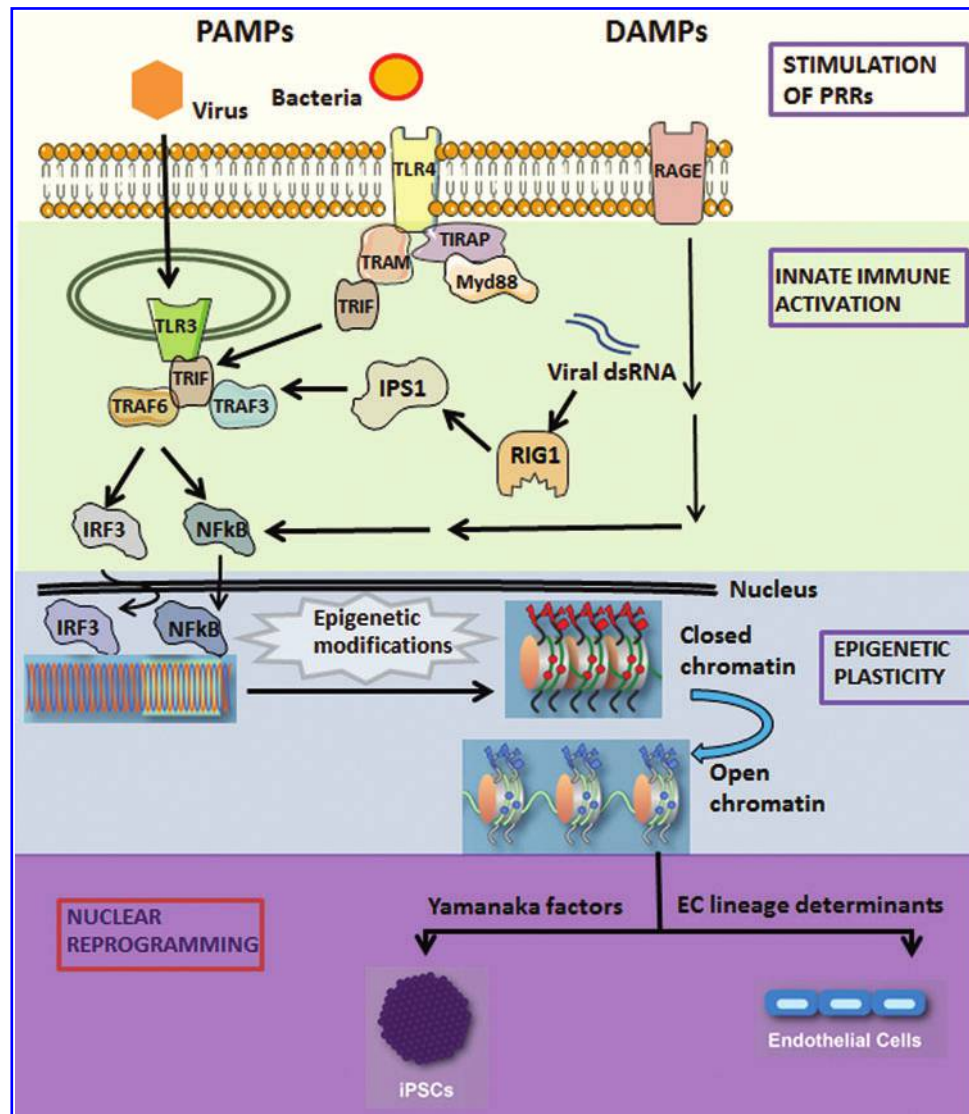 PAMPs
DAMPs
STIMULATION
OF PRRs
Virus
Bacteria
TLR4
RAGE
INNATE IMMUNE
ACTIVATION
TRAM
TIRAP
Myd88
TRIF
TLR3
TRIF
TRAF6
TRAF3
IPS1
Viral dsRNA
RIG1
IRF3
NFkB
Nucleus
IRF3
NFkB
Epigenetic
modifications
Closed
chromatin
EPIGENETIC
PLASTICITY
Open
chromatin
NUCLEAR
REPROGRAMMING
Yamanaka factors
EC lineage determinants
iPSCs
Endothelial Cells